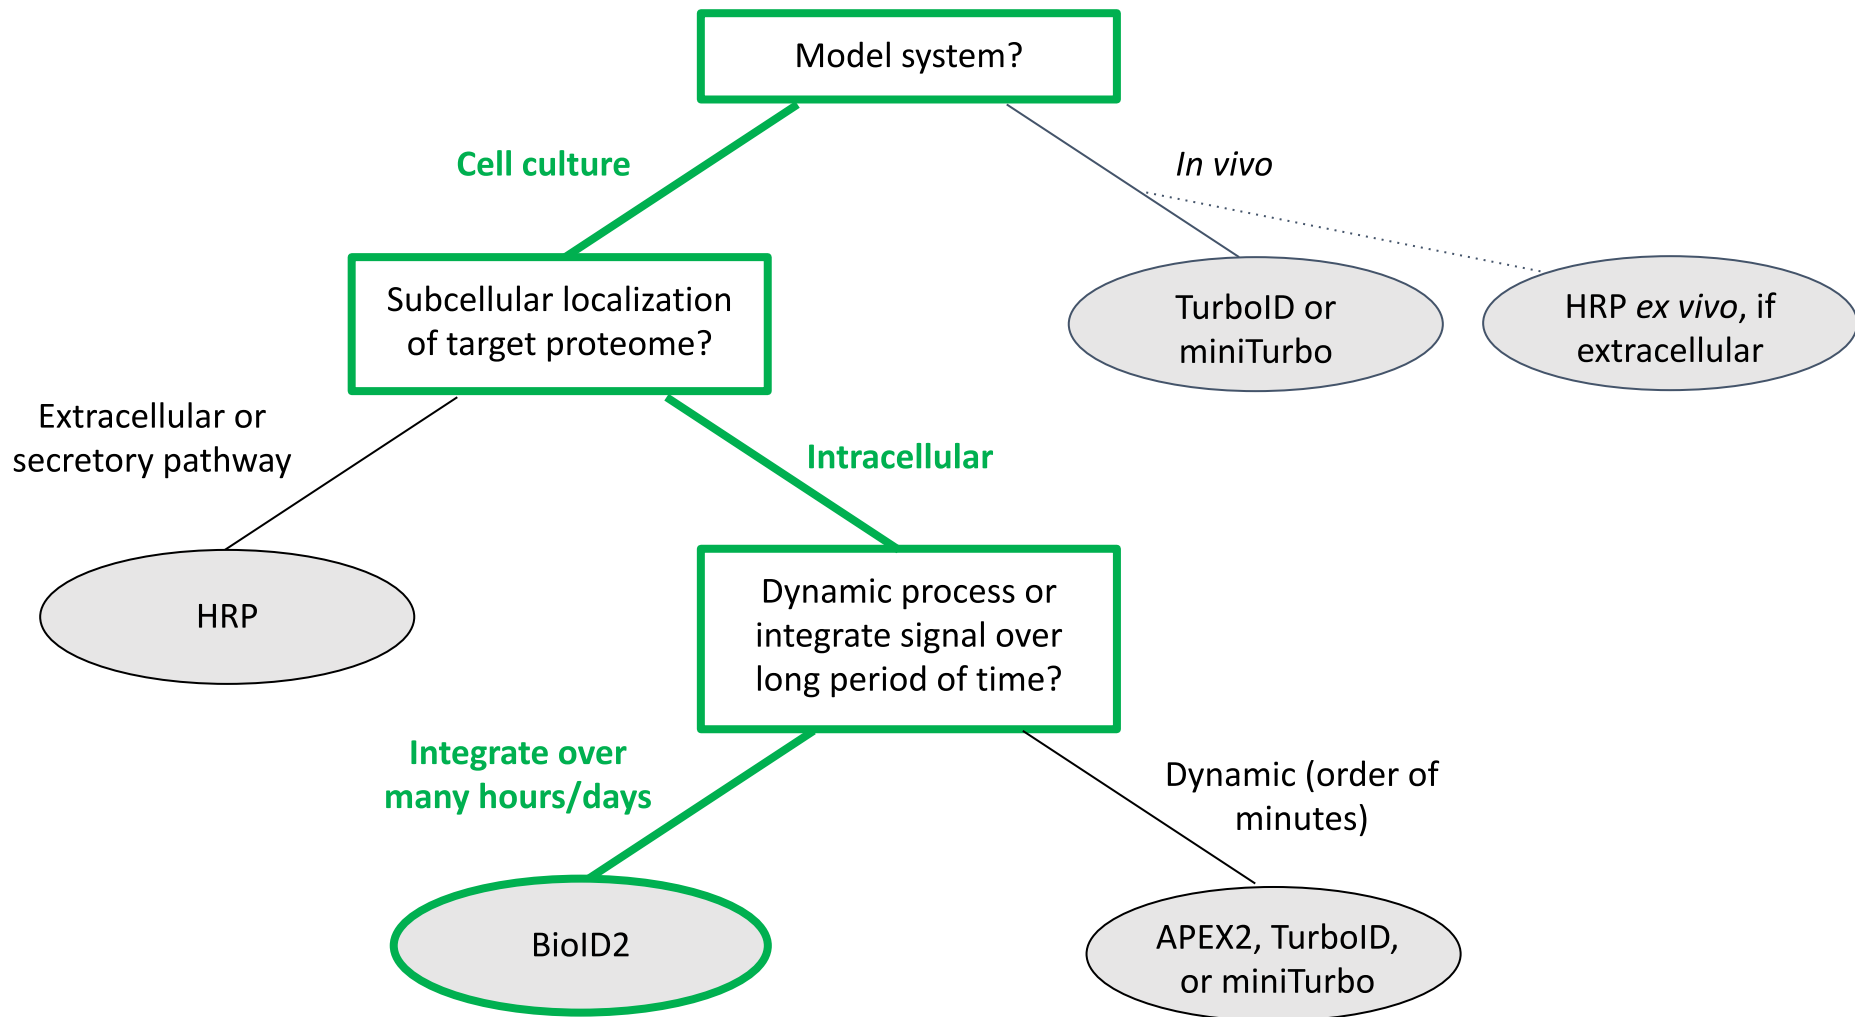 Model system?
Cell culture
In vivo
Subcellular localization
of target proteome?
TurboID or
miniTurbo
HRP ex vivo, if
extracellular
Extracellular or
secretory pathway
Intracellular
HRP
Dynamic process or
integrate signal over
long period of time?
Integrate over
many hours/days
Dynamic (order of
minutes)
BioID2
APEX2, TurboID,
or miniTurbo